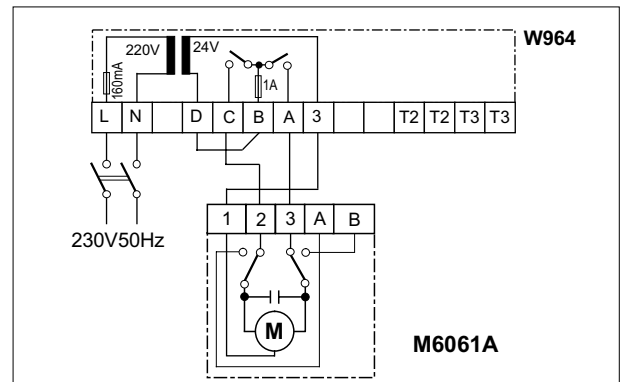 W964
220V 24V
160mA
1A
L N D C B A 3 T2 T2 T3 T3
1 2 3 A B
230V50Hz
M
M6061A